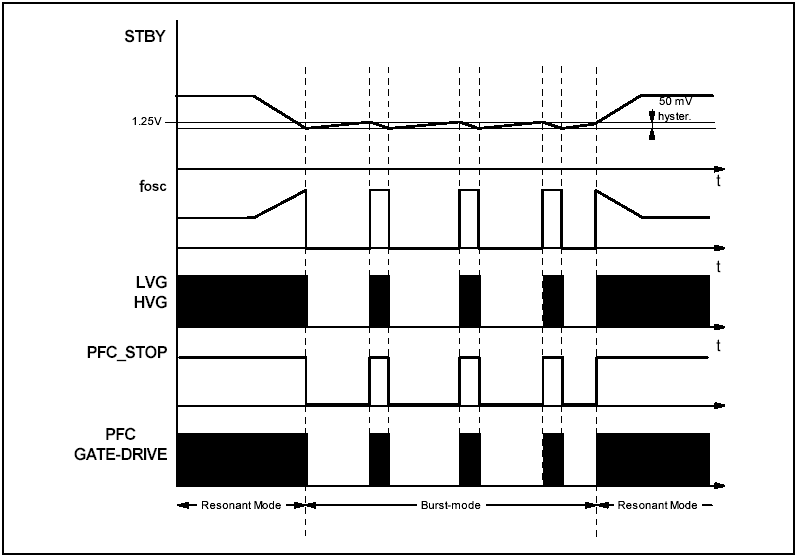 STBY
50 mV
hyster.
1.25V
t
fosc
t
LVG
HVG
t
PFC_STOP
PFC
GATE-DRIVE
Resonant Mode
Burst-mode
Resonant Mode